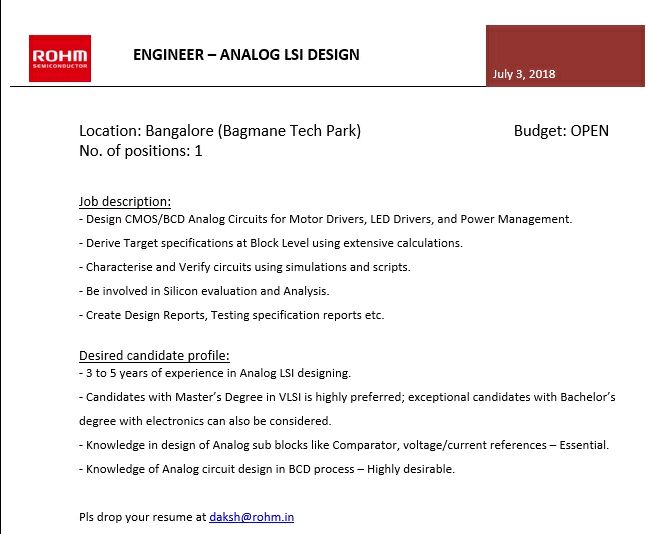 ROHM
SEMICONDUCTOR
ENGINEER – ANALOG LSI DESIGN
July 3, 2018
Location: Bangalore (Bagmane Tech Park) Budget: OPEN
No. of positions: 1
Job description:
- Design CMOS/BCD Analog Circuits for Motor Drivers, LED Drivers, and Power Management.
- Derive Target specifications at Block Level using extensive calculations.
- Characterise and Verify circuits using simulations and scripts.
- Be involved in Silicon evaluation and Analysis.
- Create Design Reports, Testing specification reports etc.
Desired candidate profile:
- 3 to 5 years of experience in Analog LSI designing.
- Candidates with Master's Degree in VLSI is highly preferred; exceptional candidates with Bachelor's
degree with electronics can also be considered.
- Knowledge in design of Analog sub blocks like Comparator, voltage/current references – Essential.
- Knowledge of Analog circuit design in BCD process – Highly desirable.
Pls drop your resume at daksh@rohm.in